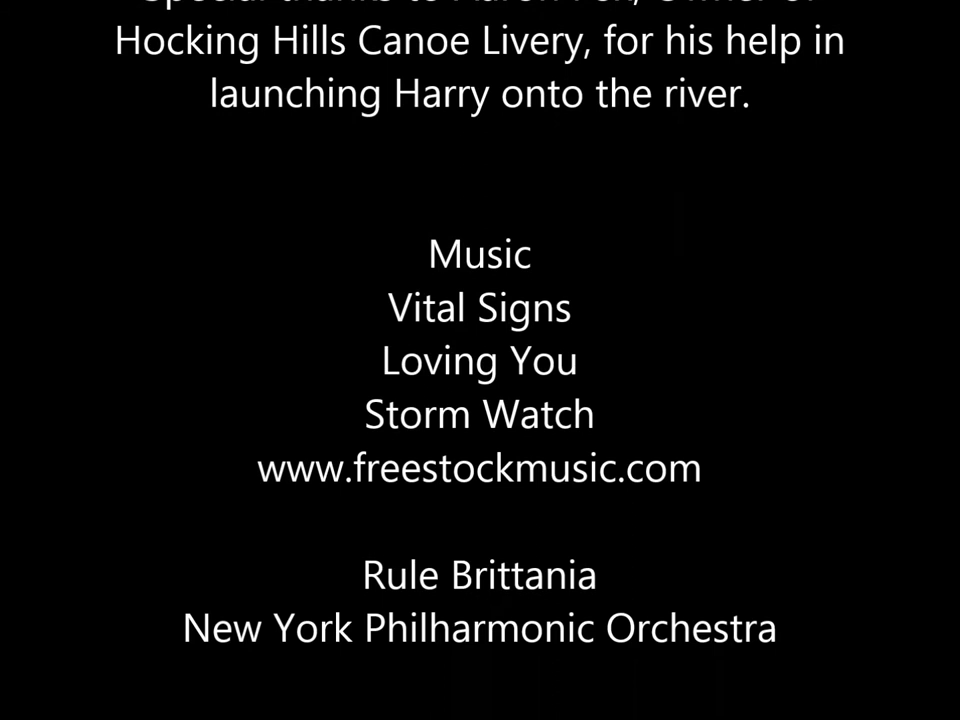 Hocking Hills Canoe Livery, for his help in
launching Harry onto the river.
Music
Vital Signs
Loving You
Storm Watch
www.freestockmusic.com
Rule Brittania
New York Philharmonic Orchestra